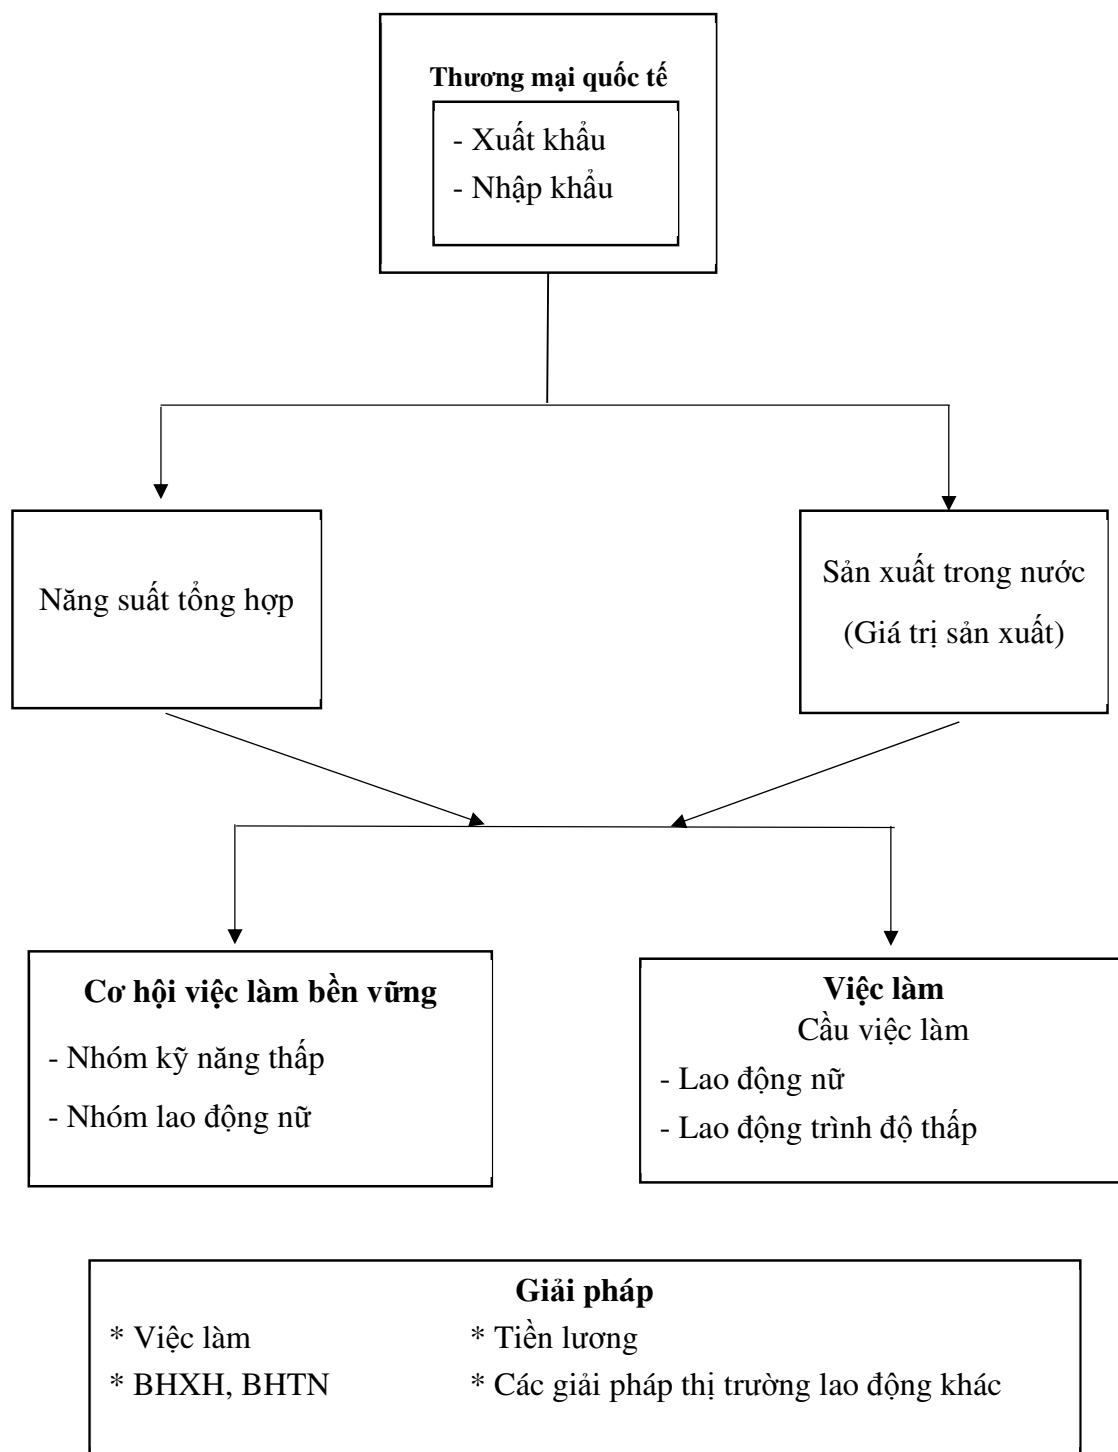 Thương mại quốc tế
- Xuất khẩu
- Nhập khẩu
Năng suất tổng hợp
Sản xuất trong nước
(Giá trị sản xuất)
Cơ hội việc làm bền vững
- Nhóm kỹ năng thấp
- Nhóm lao động nữ
Việc làm
Cầu việc làm
- Lao động nữ
- Lao động trình độ thấp
Giải pháp
* Việc làm
* Tiền lương
* BHXH, BHTN
* Các giải pháp thị trường lao động khác